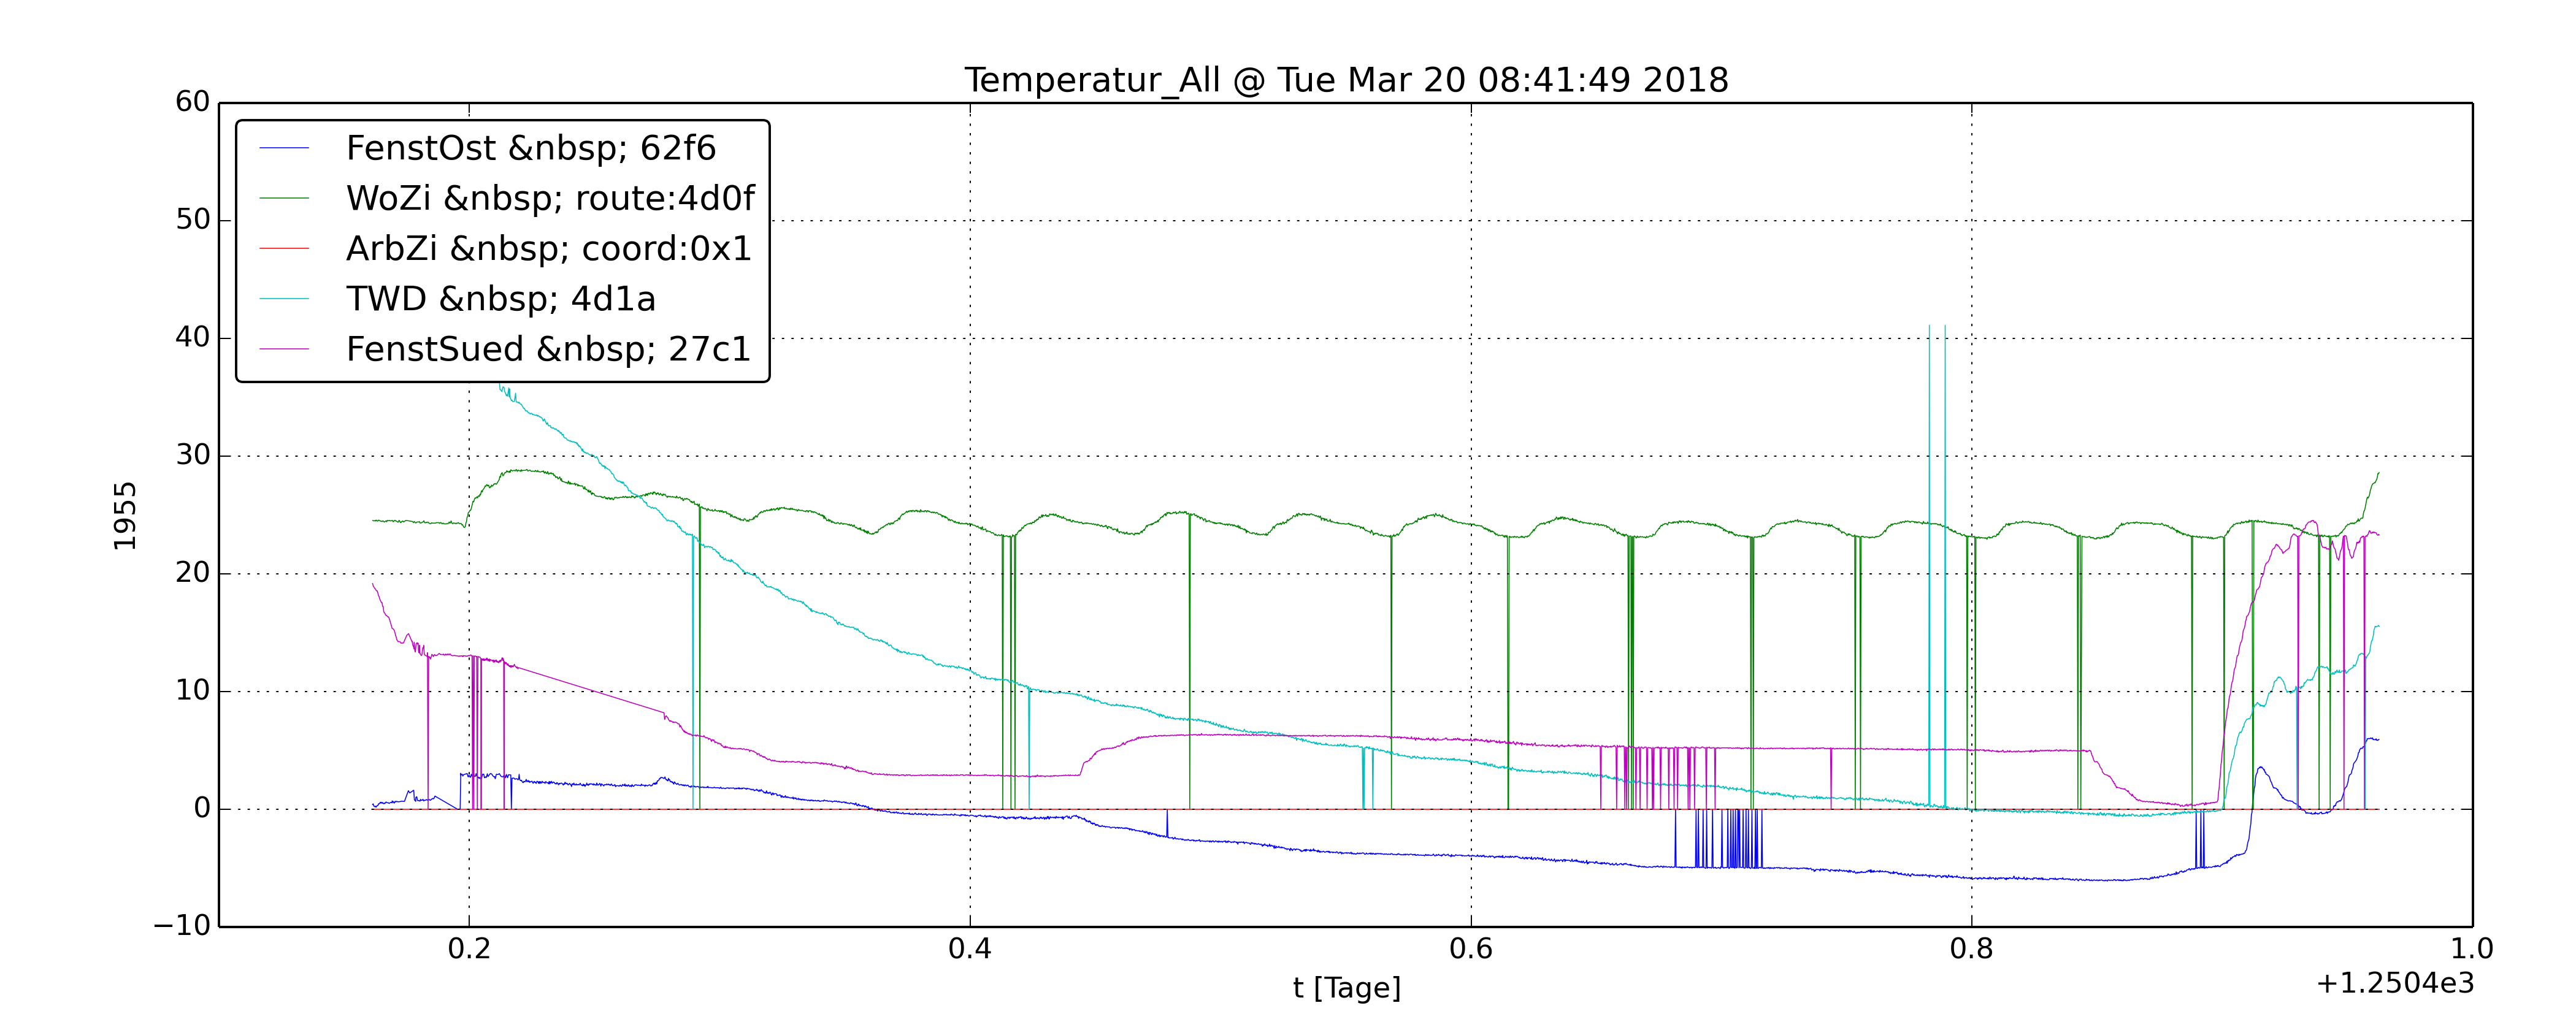 Temperatur_All @ Tue Mar 20 08:41:49 2018
60
50
40
30
20
10
0
−10
1955
FenstOst &nbsp; 62f6
WoZi &nbsp; route:4d0f
ArbZi &nbsp; coord:0x1
TWD &nbsp; 4d1a
FenstSued &nbsp; 27c1
0.2 0.4 0.6 0.8 1.0
t [Tage]
+1.2504e3